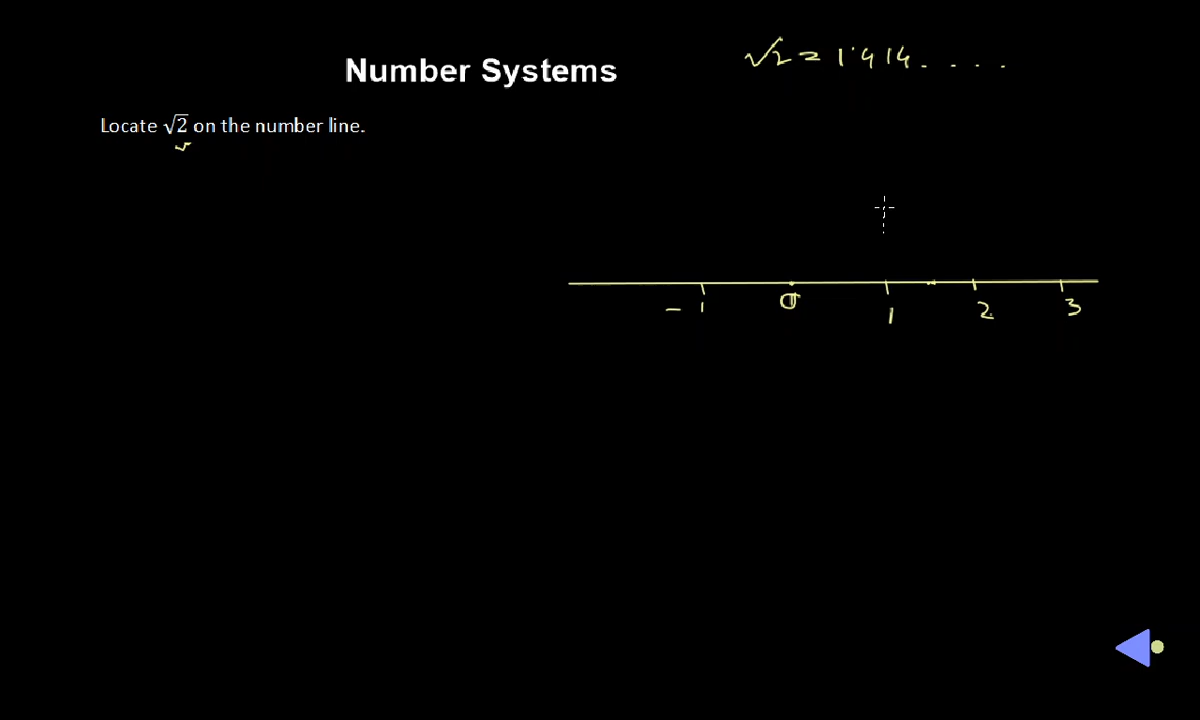 Number Systems
√2 = 1.414....
Locate √2 on the number line.
-1 0 1 2 3